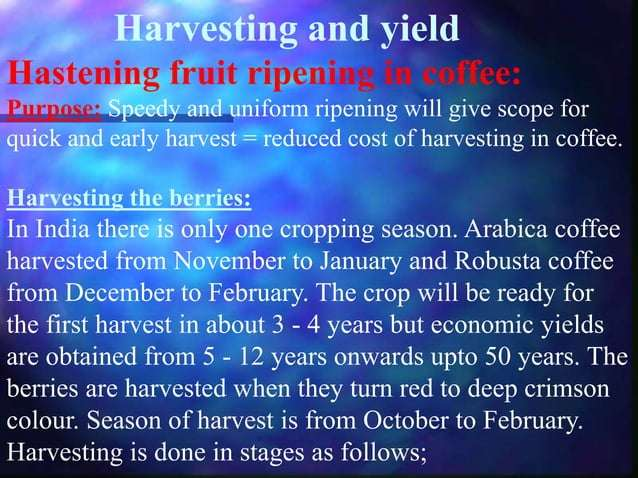 Harvesting and yield
Hastening fruit ripening in coffee:
Purpose: Speedy and uniform ripening will give scope for
quick and early harvest = reduced cost of harvesting in coffee.
Harvesting the berries:
In India there is only one cropping season. Arabica coffee
harvested from November to January and Robusta coffee
from December to February. The crop will be ready for
the first harvest in about 3 - 4 years but economic yields
are obtained from 5 - 12 years onwards upto 50 years. The
berries are harvested when they turn red to deep crimson
colour. Season of harvest is from October to February.
Harvesting is done in stages as follows;